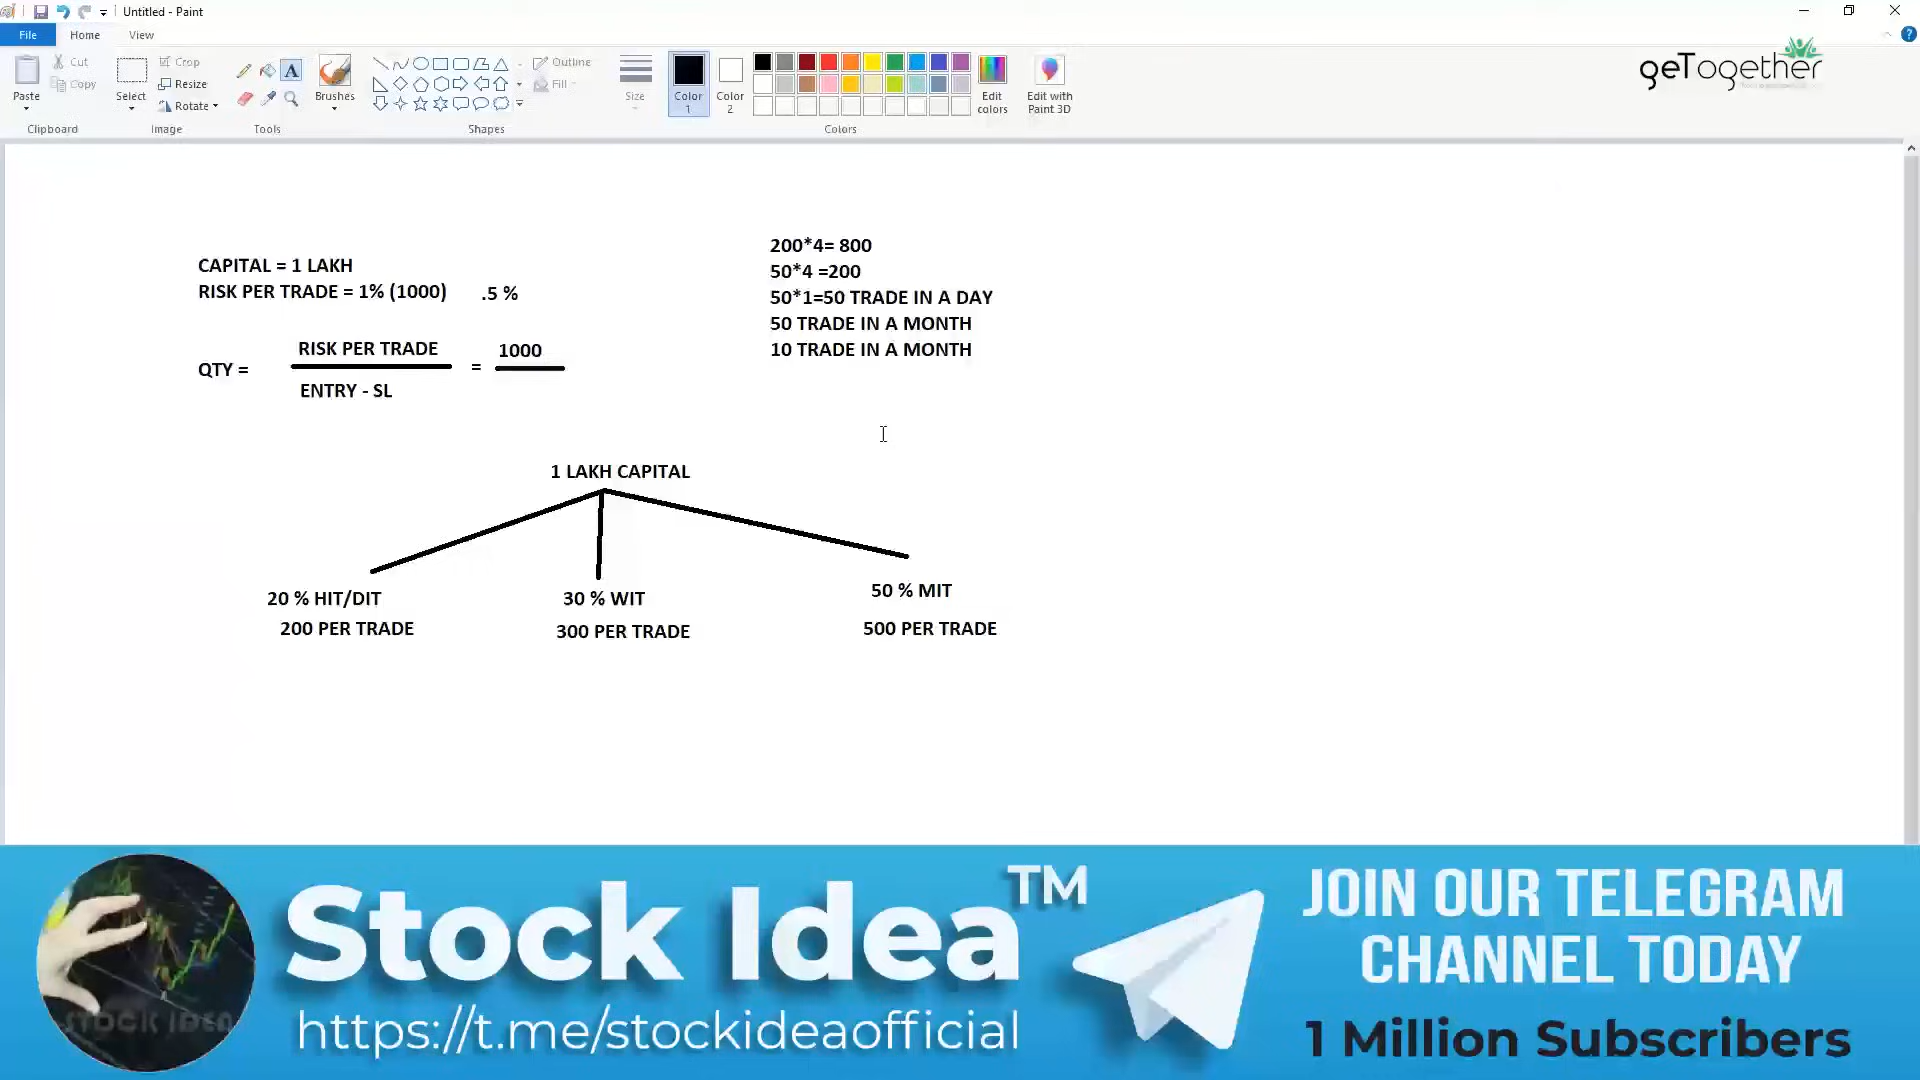 Untitled - Paint
File
Home
View
Paste
Cut
Copy
Clipboard
Select
Crop
Resize
Rotate
Image
A
Tools
Brushes
Outline
Fill
Shapes
Size
Color
1
Color
2
Edit
colors
Edit with
Paint 3D
Colors
geTogether
CAPITAL = 1 LAKH
RISK PER TRADE = 1% (1000) .5 %
QTY = RISK PER TRADE = 1000
ENTRY - SL
200*4= 800
50*4 =200
50*1=50 TRADE IN A DAY
50 TRADE IN A MONTH
10 TRADE IN A MONTH
1 LAKH CAPITAL
20 % HIT/DIT
200 PER TRADE
30 % WIT
300 PER TRADE
50 % MIT
500 PER TRADE
STOCK IDEA
Stock Idea™
https://t.me/stockideaofficial
JOIN OUR TELEGRAM
CHANNEL TODAY
1 Million Subscribers